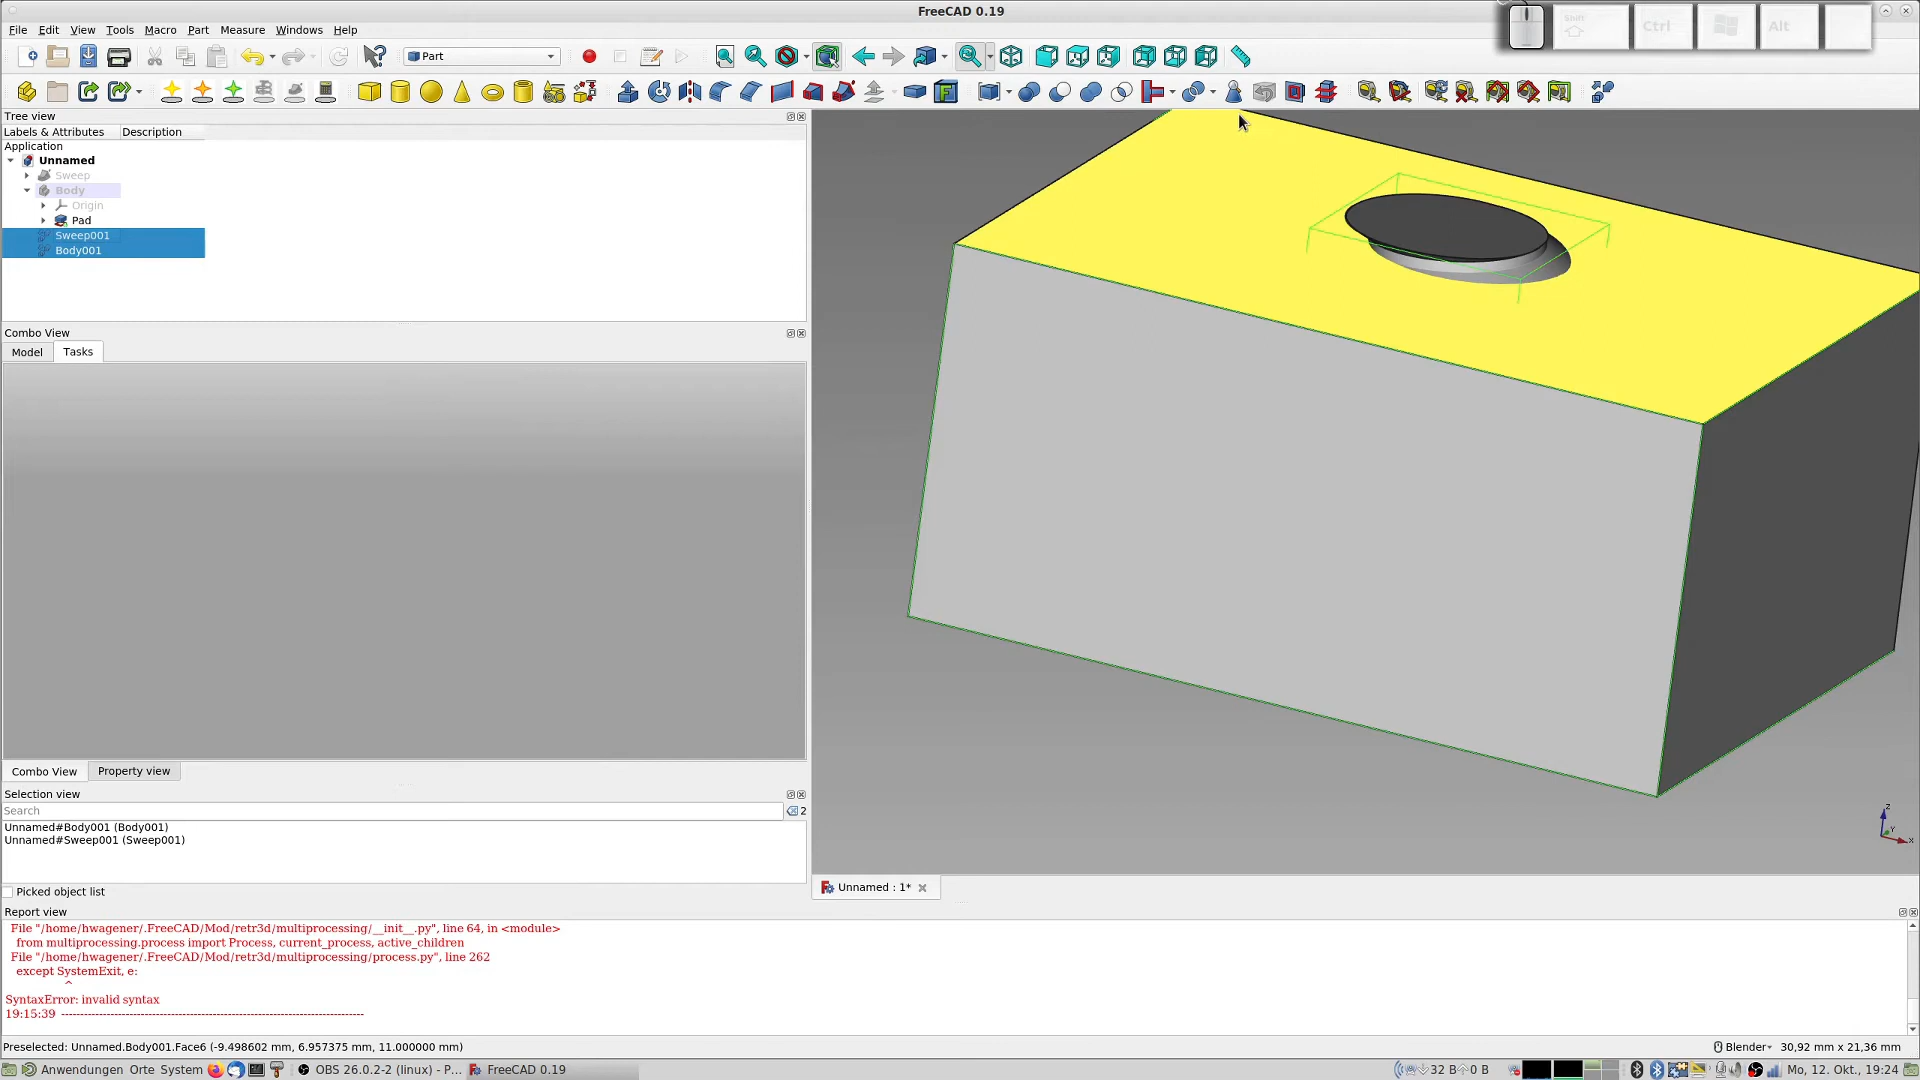 FreeCAD 0.19
Shift
Ctrl
Alt
File Edit View Tools Macro Part Measure Windows Help
Part
Tree view
Labels & Attributes Description
Application
Unnamed
Sweep
Body
Origin
Pad
Sweep001
Body001
Combo View
Model Tasks
Combo View Property view
Selection view
Search
2
Unnamed#Body001 (Body001)
Unnamed#Sweep001 (Sweep001)
Picked object list
Z
Y
X
Unnamed : 1*
Report view
File "/home/hwagener/.FreeCAD/Mod/retr3d/multiprocessing/__init__.py", line 64, in <module>
from multiprocessing.process import Process, current_process, active_children
File "/home/hwagener/.FreeCAD/Mod/retr3d/multiprocessing/process.py", line 262
except SystemExit, e:
^
SyntaxError: invalid syntax
19:15:39 --------------------------------------------------------------------------------
Preselected: Unnamed.Body001.Face6 (-9.498602 mm, 6.957375 mm, 11.000000 mm)
Blender 30,92 mm x 21,36 mm
Anwendungen Orte System OBS 26.0.2-2 (linux) - P... FreeCAD 0.19
32 B 0 B
Mo, 12. Okt., 19:24